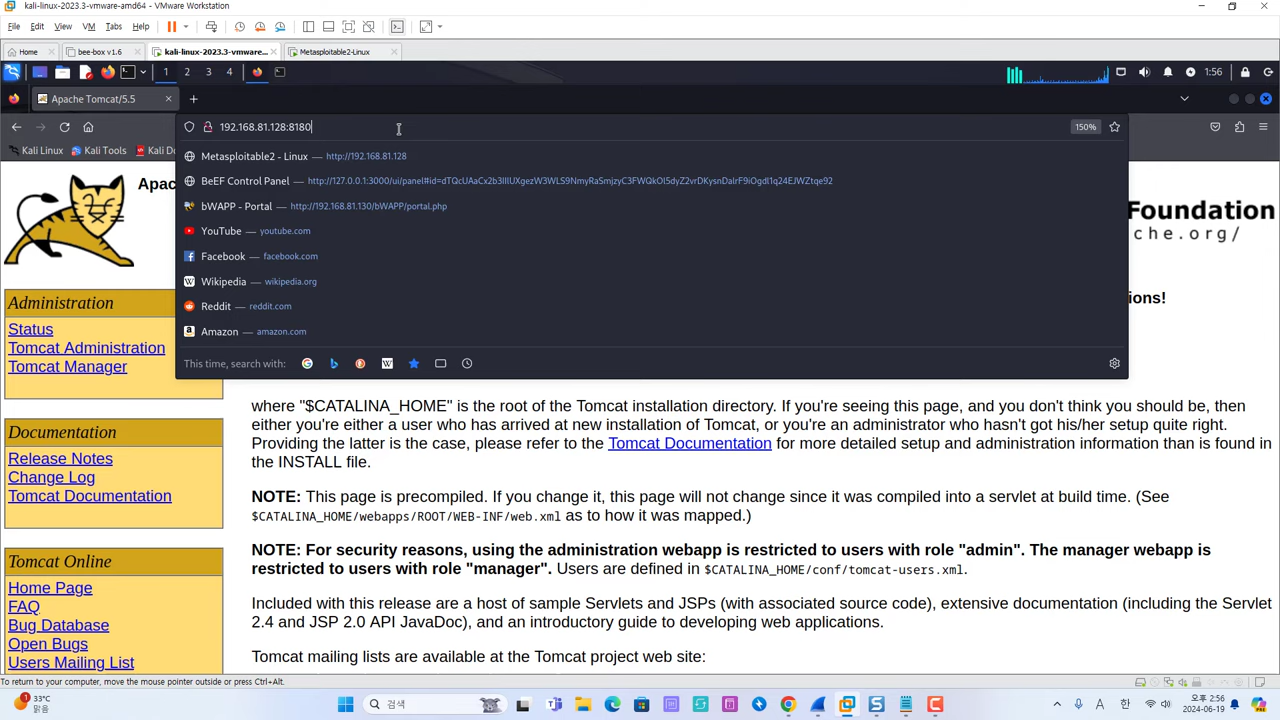 kali-linux-2023.3-vmware-amd64 - VMware Workstation
File Edit View VM Tabs Help
Home bee-box v1.6 kali-linux-2023.3-vmware... Metasploitable2-Linux
1 2 3 4 1:56
Apache Tomcat/5.5
192.168.81.128:8180 150%
Kali Linux Kali Tools Kali Do
Metasploitable2 - Linux — http://192.168.81.128
BeEF Control Panel —
bWAPP - Portal — http://192.168.81.130/bWAPP/portal.php
YouTube — youtube.com
Facebook — facebook.com
Wikipedia — wikipedia.org
Reddit — reddit.com
Amazon — amazon.com
This time, search with:
Apac
Foundation
che.org/
ions!
Administration
Status
Tomcat Administration
Tomcat Manager
Documentation
Release Notes
Change Log
Tomcat Documentation
Tomcat Online
Home Page
FAQ
Bug Database
Open Bugs
Users Mailing List
where "$CATALINA_HOME" is the root of the Tomcat installation directory. If you're seeing this page, and you don't think you should be, then
either you're either a user who has arrived at new installation of Tomcat, or you're an administrator who hasn't got his/her setup quite right.
Providing the latter is the case, please refer to the Tomcat Documentation for more detailed setup and administration information than is found in
the INSTALL file.
NOTE: This page is precompiled. If you change it, this page will not change since it was compiled into a servlet at build time. (See
$CATALINA_HOME/webapps/ROOT/WEB-INF/web.xml as to how it was mapped.)
NOTE: For security reasons, using the administration webapp is restricted to users with role "admin". The manager webapp is
restricted to users with role "manager". Users are defined in $CATALINA_HOME/conf/tomcat-users.xml.
Included with this release are a host of sample Servlets and JSPs (with associated source code), extensive documentation (including the Servlet
2.4 and JSP 2.0 API JavaDoc), and an introductory guide to developing web applications.
Tomcat mailing lists are available at the Tomcat project web site:
To return to your computer, move the mouse pointer outside or press Ctrl+Alt.
33°C
맑음
검색
A 한
오후 2:56
2024-06-19